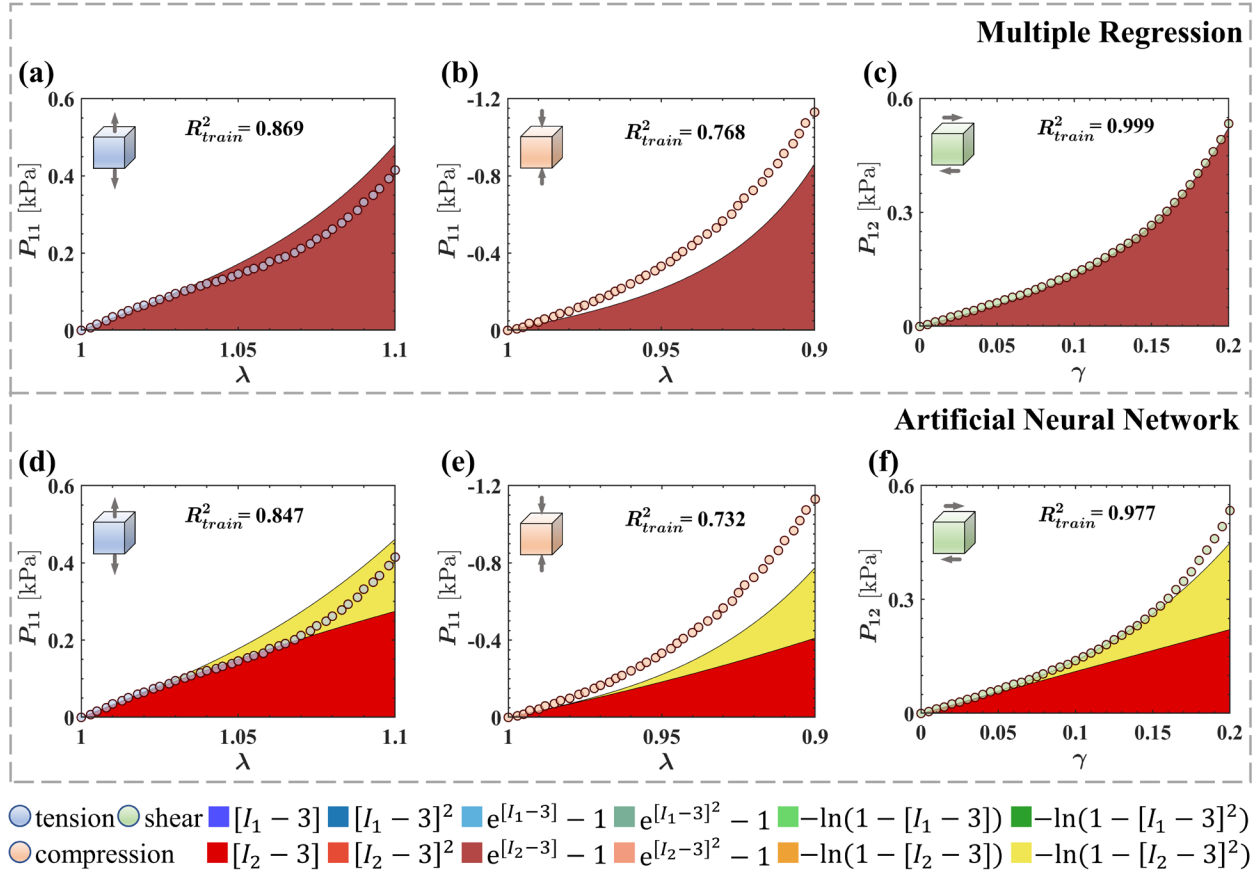 Multiple Regression
(a) (b) (c)
0.6 -1.2 0.6
R²train = 0.869 R²train = 0.768 R²train = 0.999
0.4 -0.8
P11 [kPa] P11 [kPa] P12 [kPa]
0.3
0.2 -0.4
0 0 0
1 1.05 1.1 1 0.95 0.9 0 0.05 0.1 0.15 0.2
λ λ γ
Artificial Neural Network
(d) (e) (f)
0.6 -1.2 0.6
R²train = 0.847 R²train = 0.732 R²train = 0.977
0.4 -0.8
P11 [kPa] P11 [kPa] P12 [kPa]
0.3
0.2 -0.4
0 0 0
1 1.05 1.1 1 0.95 0.9 0 0.05 0.1 0.15 0.2
λ λ γ
tension shear [I₁ − 3] [I₁ − 3]² e^[I₁−3] − 1 e^[I₁−3]² − 1 −ln(1 − [I₁ − 3]) −ln(1 − [I₁ − 3]²)
compression [I₂ − 3] [I₂ − 3]² e^[I₂−3] − 1 e^[I₂−3]² − 1 −ln(1 − [I₂ − 3]) −ln(1 − [I₂ − 3]²)